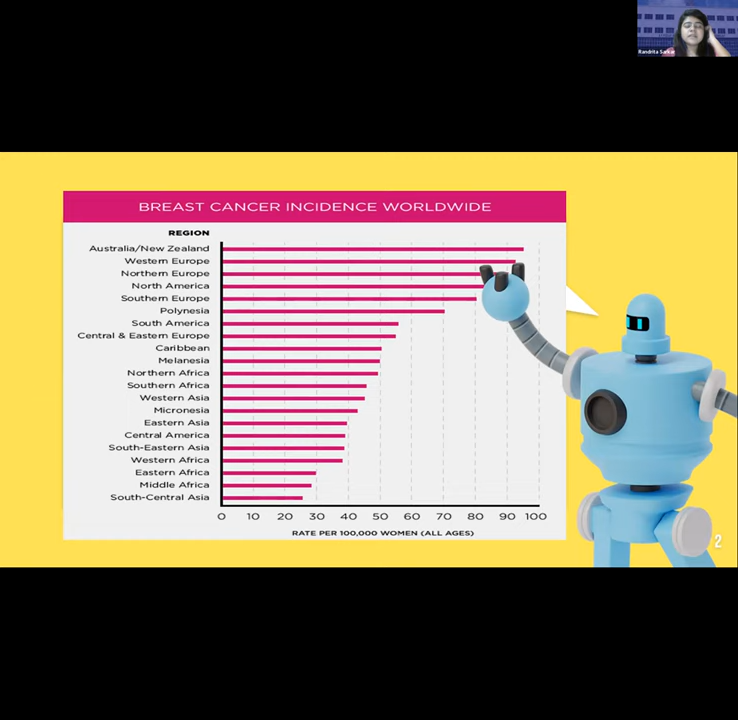 Randrita Sarkar
BREAST CANCER INCIDENCE WORLDWIDE
REGION
Australia/New Zealand
Western Europe
Northern Europe
North America
Southern Europe
Polynesia
South America
Central & Eastern Europe
Caribbean
Melanesia
Northern Africa
Southern Africa
Western Asia
Micronesia
Eastern Asia
Central America
South-Eastern Asia
Western Africa
Eastern Africa
Middle Africa
South-Central Asia
0 10 20 30 40 50 60 70 80 90 100
RATE PER 100,000 WOMEN (ALL AGES)
2